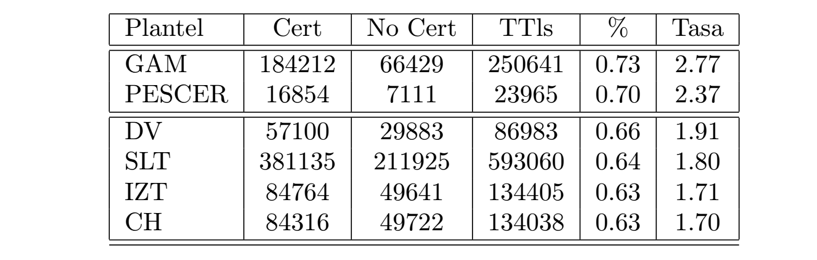 Plantel Cert No Cert TTls % Tasa
GAM 184212 66429 250641 0.73 2.77
PESCER 16854 7111 23965 0.70 2.37
DV 57100 29883 86983 0.66 1.91
SLT 381135 211925 593060 0.64 1.80
IZT 84764 49641 134405 0.63 1.71
CH 84316 49722 134038 0.63 1.70